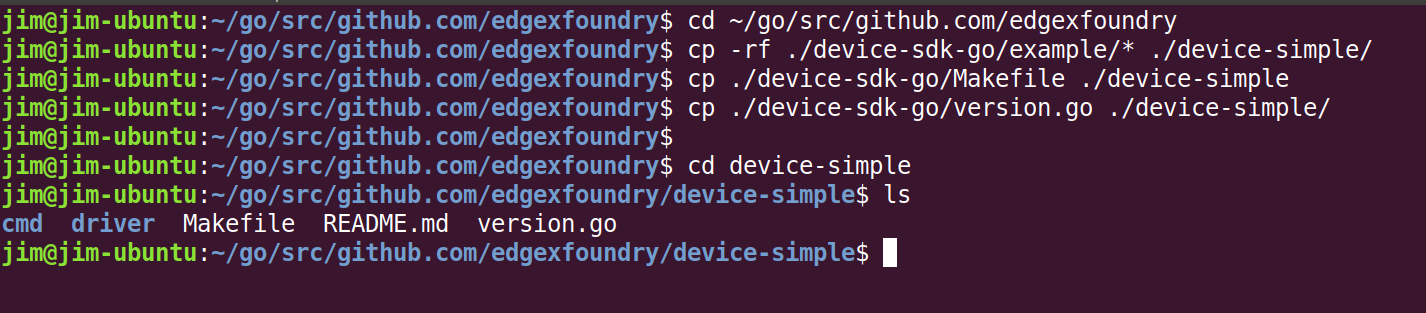 jim@jim-ubuntu:~/go/src/github.com/edgexfoundry$ cd ~/go/src/github.com/edgexfoundry
jim@jim-ubuntu:~/go/src/github.com/edgexfoundry$ cp -rf ./device-sdk-go/example/* ./device-simple/
jim@jim-ubuntu:~/go/src/github.com/edgexfoundry$ cp ./device-sdk-go/Makefile ./device-simple
jim@jim-ubuntu:~/go/src/github.com/edgexfoundry$ cp ./device-sdk-go/version.go ./device-simple/
jim@jim-ubuntu:~/go/src/github.com/edgexfoundry$
jim@jim-ubuntu:~/go/src/github.com/edgexfoundry$ cd device-simple
jim@jim-ubuntu:~/go/src/github.com/edgexfoundry/device-simple$ ls
cmd  driver  Makefile  README.md  version.go
jim@jim-ubuntu:~/go/src/github.com/edgexfoundry/device-simple$